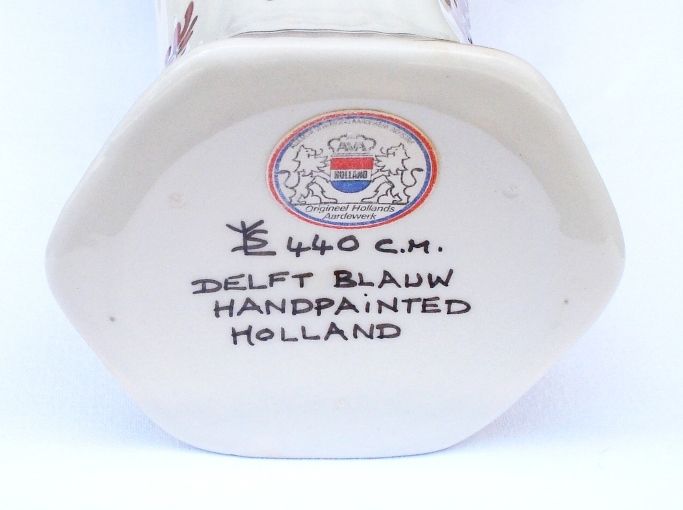 AVA
HOLLAND
Origineel Hollands
Aardewerk
440 C.M.
DELFT BLAUW
HANDPAiNTED
HOLLAND